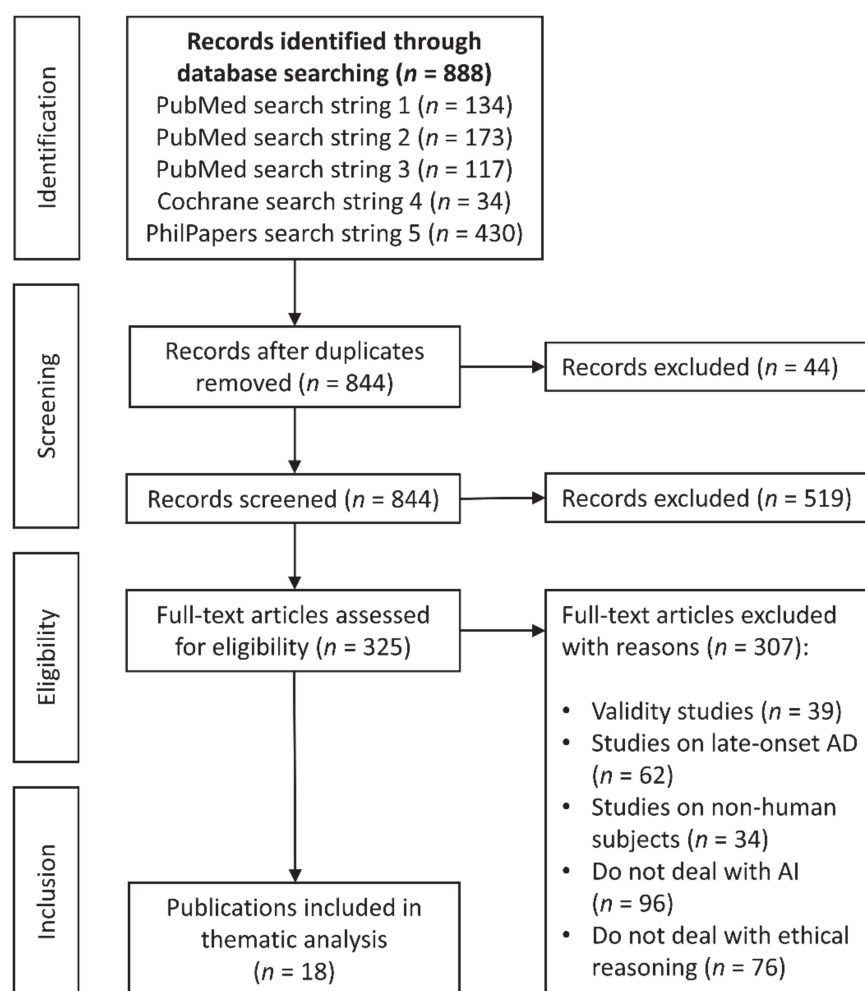 Identification
Records identified through
database searching (n = 888)
PubMed search string 1 (n = 134)
PubMed search string 2 (n = 173)
PubMed search string 3 (n = 117)
Cochrane search string 4 (n = 34)
PhilPapers search string 5 (n = 430)
Screening
Records after duplicates
removed (n = 844)
Records excluded (n = 44)
Records screened (n = 844)
Records excluded (n = 519)
Eligibility
Full-text articles assessed
for eligibility (n = 325)
Full-text articles excluded
with reasons (n = 307):
• Validity studies (n = 39)
• Studies on late-onset AD
(n = 62)
• Studies on non-human
subjects (n = 34)
• Do not deal with AI
(n = 96)
• Do not deal with ethical
reasoning (n = 76)
Inclusion
Publications included in
thematic analysis
(n = 18)